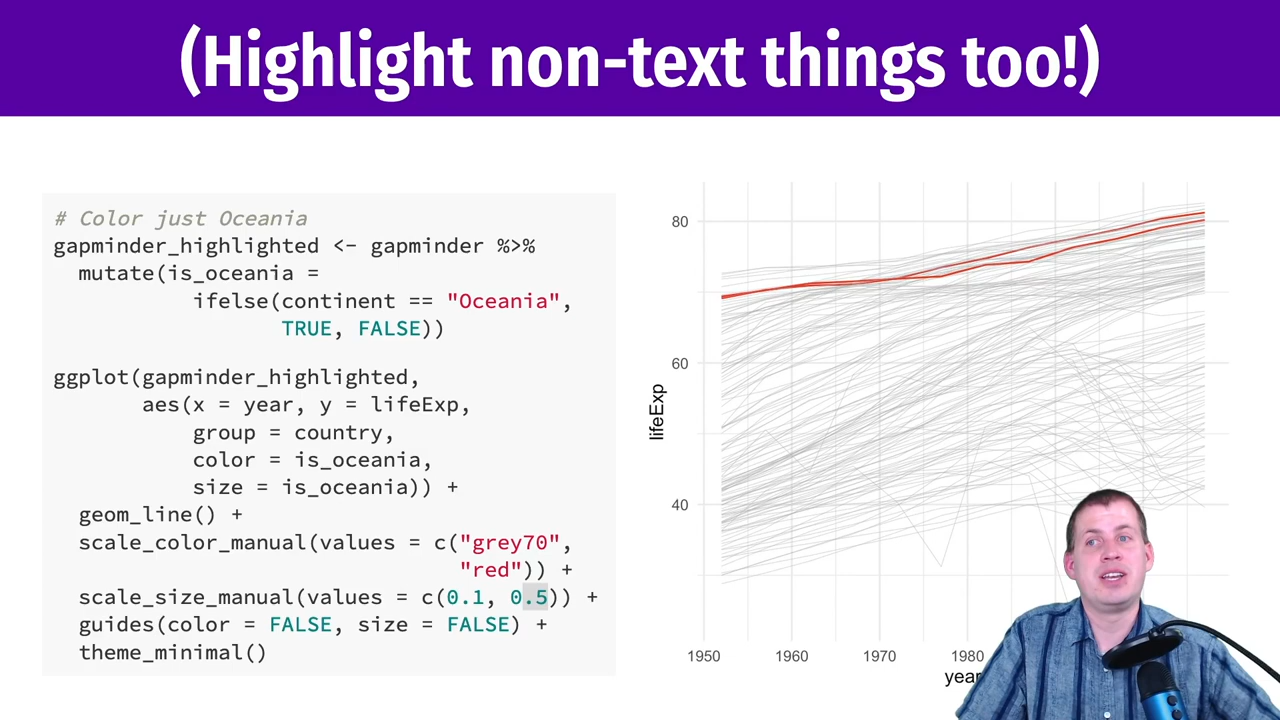 (Highlight non-text things too!)
# Color just Oceania
gapminder_highlighted <- gapminder %>%
  mutate(is_oceania =
           ifelse(continent == "Oceania",
                  TRUE, FALSE))
ggplot(gapminder_highlighted,
       aes(x = year, y = lifeExp,
           group = country,
           color = is_oceania,
           size = is_oceania)) +
  geom_line() +
  scale_color_manual(values = c("grey70",
                                "red")) +
  scale_size_manual(values = c(0.1, 0.5)) +
  guides(color = FALSE, size = FALSE) +
  theme_minimal()
80
60
40
lifeExp
1950 1960 1970 1980
year